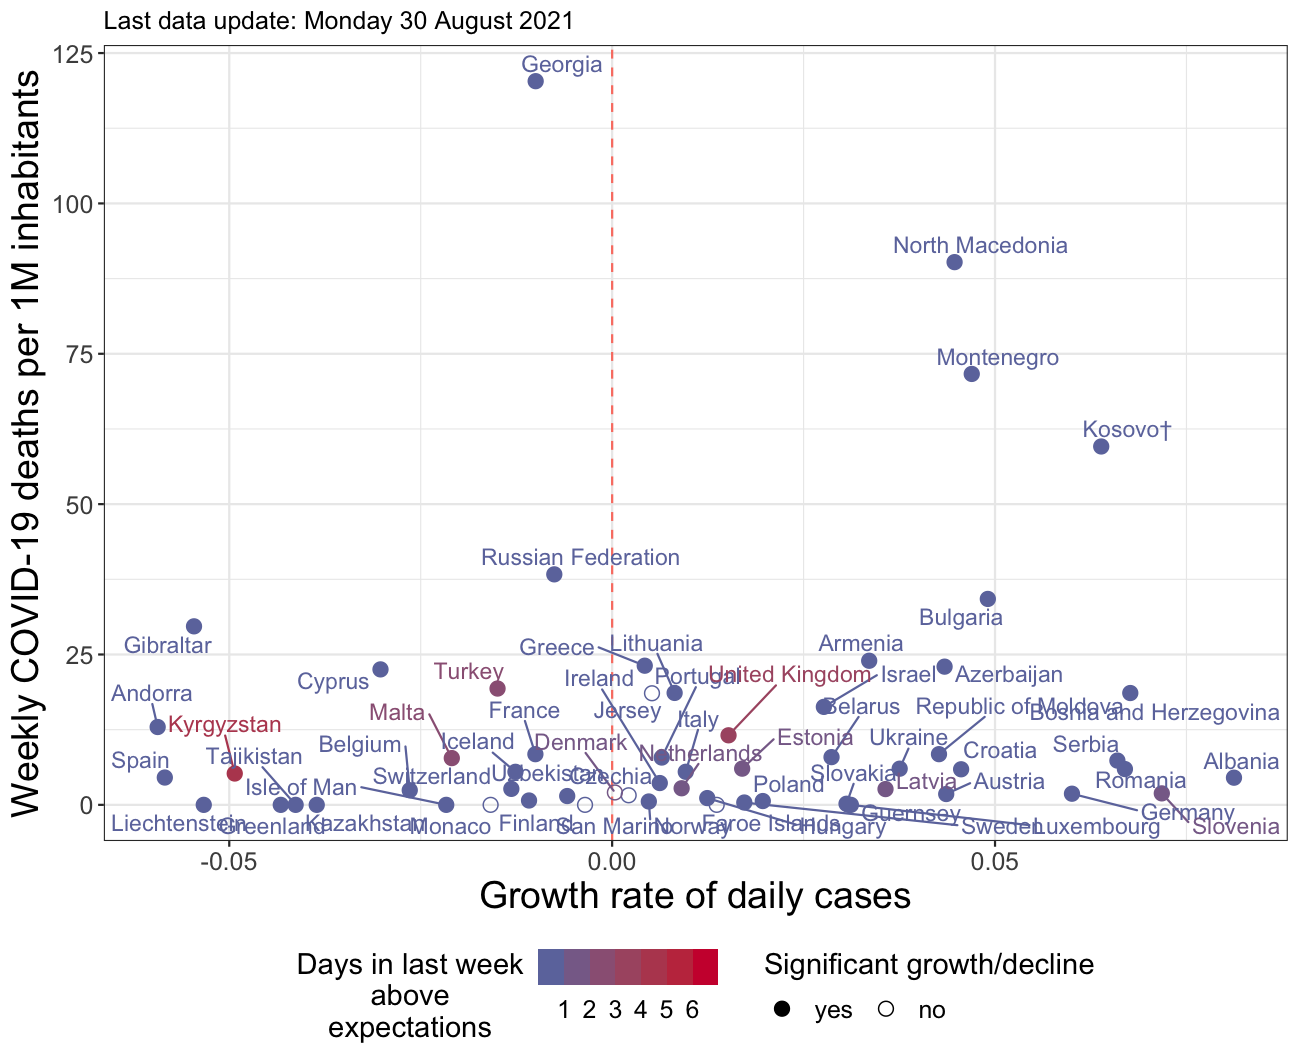 Last data update: Monday 30 August 2021
Weekly COVID-19 deaths per 1M inhabitants
125
100
75
50
25
0
Georgia
North Macedonia
Montenegro
Kosovo†
Russian Federation
Bulgaria
Gibraltar
Greece
Lithuania
Armenia
Cyprus
Turkey
Ireland
Portugal
United Kingdom
Israel
Azerbaijan
Andorra
Malta
France
Jersey
Belarus
Republic of Moldova
Bosnia and Herzegovina
Kyrgyzstan
Italy
Belgium
Iceland
Denmark
Estonia
Ukraine
Croatia
Serbia
Spain
Tajikistan
Netherlands
Albania
Switzerland
Uzbekistan
Czechia
Slovakia
Isle of Man
Poland
Latvia
Austria
Romania
Guernsey
Germany
Liechtenstein
Greenland
Kazakhstan
Monaco
Finland
San Marino
Norway
Faroe Islands
Hungary
Sweden
Luxembourg
Slovenia
-0.05
0.00
0.05
Growth rate of daily cases
Days in last week
above
expectations
1 2 3 4 5 6
Significant growth/decline
yes
no